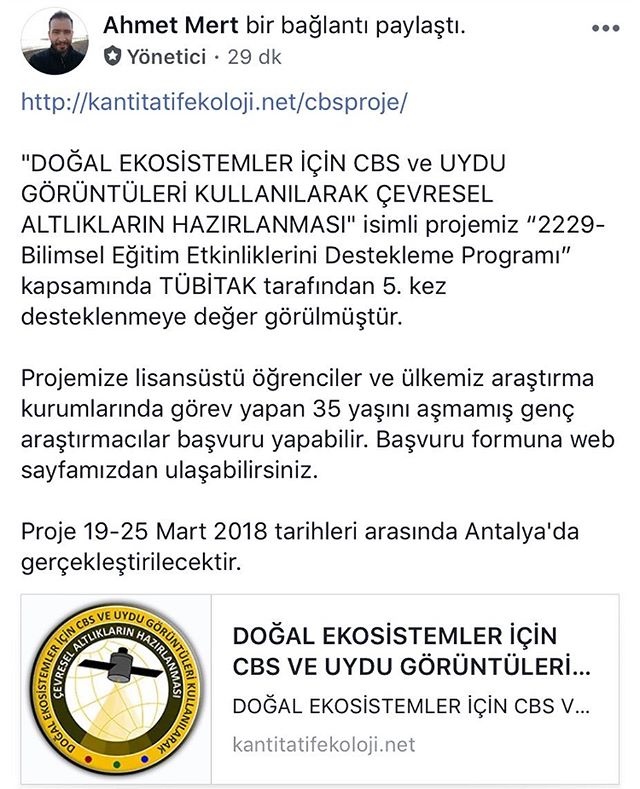 Ahmet Mert bir bağlantı paylaştı.
Yönetici · 29 dk
http://kantitatifekoloji.net/cbsproje/
"DOĞAL EKOSİSTEMLER İÇİN CBS ve UYDU
GÖRÜNTÜLERİ KULLANILARAK ÇEVRESEL
ALTLIKLARIN HAZIRLANMASI" isimli projemiz “2229-
Bilimsel Eğitim Etkinliklerini Destekleme Programı”
kapsamında TÜBİTAK tarafından 5. kez
desteklenmeye değer görülmüştür.
Projemize lisansüstü öğrenciler ve ülkemiz araştırma
kurumlarında görev yapan 35 yaşını aşmamış genç
araştırmacılar başvuru yapabilir. Başvuru formuna web
sayfamızdan ulaşabilirsiniz.
Proje 19-25 Mart 2018 tarihleri arasında Antalya'da
gerçekleştirilecektir.
DOĞAL EKOSİSTEMLER İÇİN CBS VE UYDU GÖRÜNTÜLERİ KULLANILARAK
ÇEVRESEL ALTLIKLARIN HAZIRLANMASI
DOĞAL EKOSİSTEMLER İÇİN
CBS VE UYDU GÖRÜNTÜLERİ...
DOĞAL EKOSİSTEMLER İÇİN CBS V...
kantitatifekoloji.net